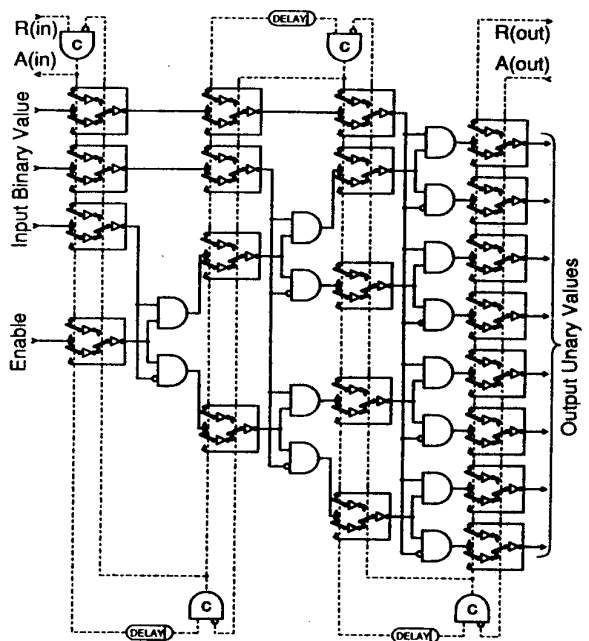 R(in)
DELAY
C
C
R(out)
A(in)
A(out)
Input Binary Value
Enable
Output Unary Values
C
C
DELAY
DELAY